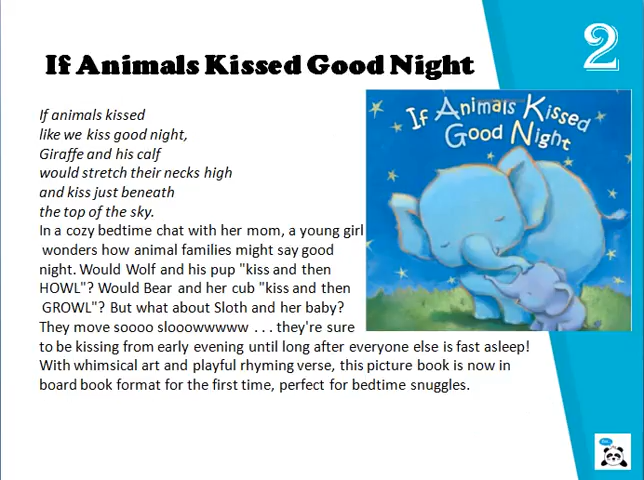 2
If Animals Kissed Good Night
If animals kissed
like we kiss good night,
Giraffe and his calf
would stretch their necks high
and kiss just beneath
the top of the sky.
In a cozy bedtime chat with her mom, a young girl
wonders how animal families might say good
night. Would Wolf and his pup "kiss and then
HOWL"? Would Bear and her cub "kiss and then
GROWL"? But what about Sloth and her baby?
They move soooo slooowwwww . . . they're sure
to be kissing from early evening until long after everyone else is fast asleep!
With whimsical art and playful rhyming verse, this picture book is now in
board book format for the first time, perfect for bedtime snuggles.
If Animals Kissed
Good Night